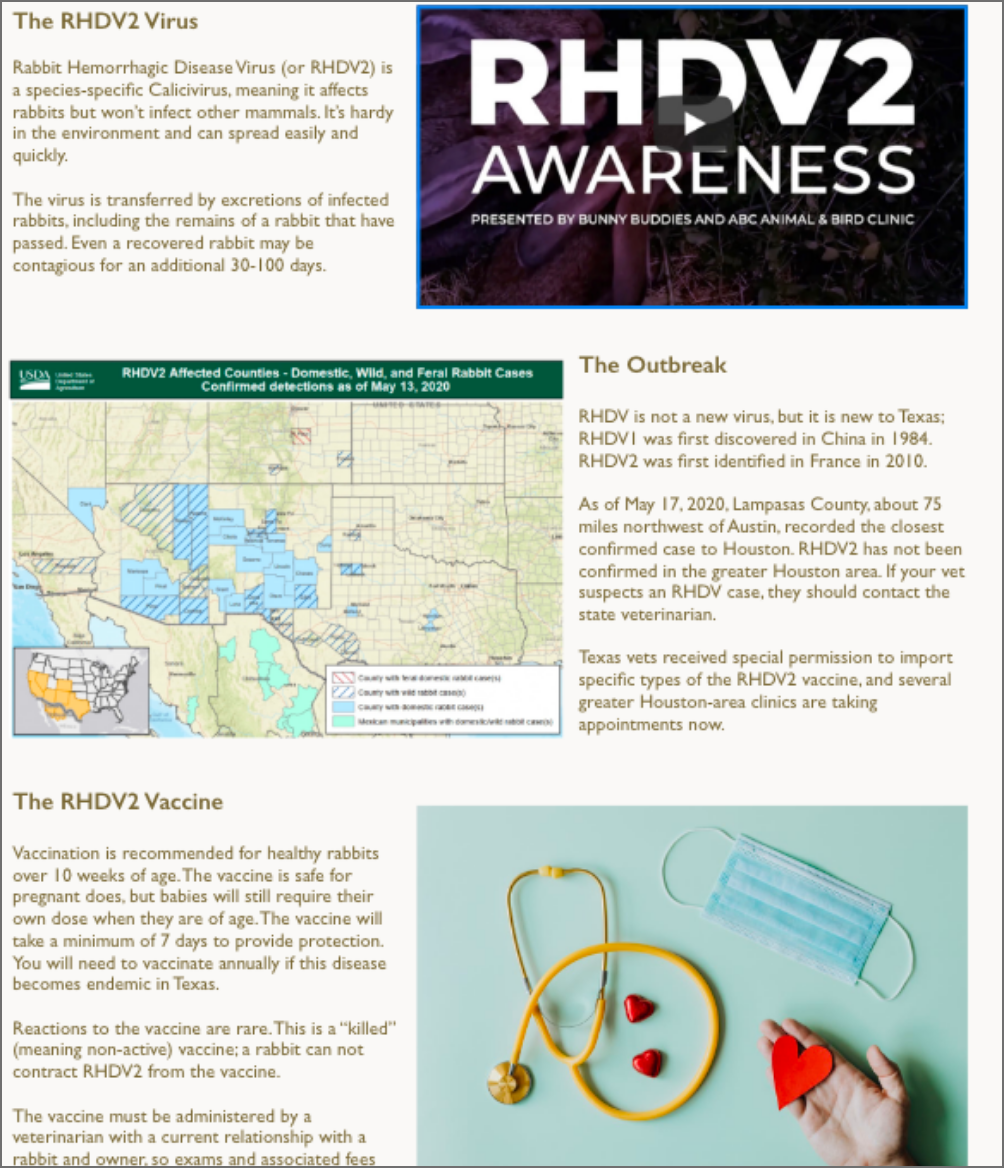 The RHDV2 Virus
Rabbit Hemorrhagic Disease Virus (or RHDV2) is
a species-specific Calicivirus, meaning it affects
rabbits but won't infect other mammals. It's hardy
in the environment and can spread easily and
quickly.
The virus is transferred by excretions of infected
rabbits, including the remains of a rabbit that have
passed. Even a recovered rabbit may be
contagious for an additional 30-100 days.
RHDV2
AWARENESS
PRESENTED BY BUNNY BUDDIES AND ABC ANIMAL & BIRD CLINIC
USDA
United States
Department of
Agriculture
RHDV2 Affected Counties - Domestic, Wild, and Feral Rabbit Cases
Confirmed detections as of May 13, 2020
UNITED STATES
Los Angeles
San Diego
County with feral domestic rabbit case(s)
County with wild rabbit case(s)
County with domestic rabbit case(s)
Mexican municipalities with domestic/wild rabbit case(s)
The Outbreak
RHDV is not a new virus, but it is new to Texas;
RHDV1 was first discovered in China in 1984.
RHDV2 was first identified in France in 2010.
As of May 17, 2020, Lampasas County, about 75
miles northwest of Austin, recorded the closest
confirmed case to Houston. RHDV2 has not been
confirmed in the greater Houston area. If your vet
suspects an RHDV case, they should contact the
state veterinarian.
Texas vets received special permission to import
specific types of the RHDV2 vaccine, and several
greater Houston-area clinics are taking
appointments now.
The RHDV2 Vaccine
Vaccination is recommended for healthy rabbits
over 10 weeks of age. The vaccine is safe for
pregnant does, but babies will still require their
own dose when they are of age. The vaccine will
take a minimum of 7 days to provide protection.
You will need to vaccinate annually if this disease
becomes endemic in Texas.
Reactions to the vaccine are rare. This is a “killed”
(meaning non-active) vaccine; a rabbit can not
contract RHDV2 from the vaccine.
The vaccine must be administered by a
veterinarian with a current relationship with a
rabbit and owner, so exams and associated fees